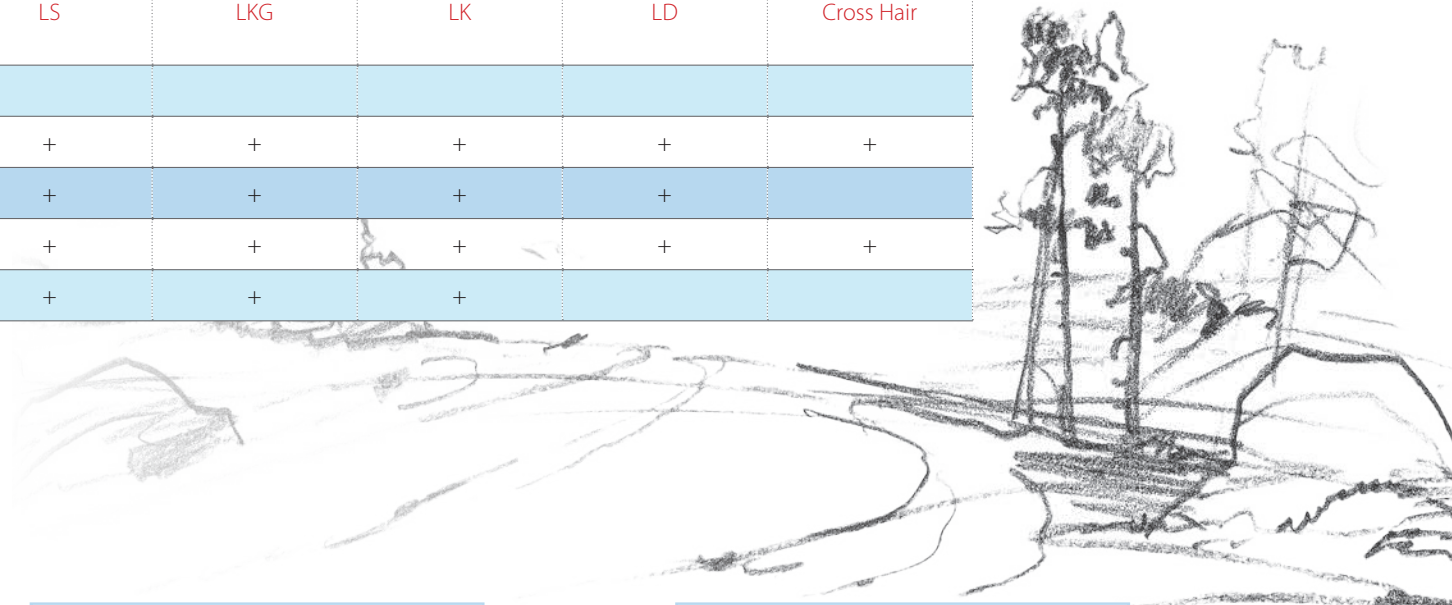 LS LKG LK LD Cross Hair
+ + + + +
+ + + +
+ + + + +
+ + +